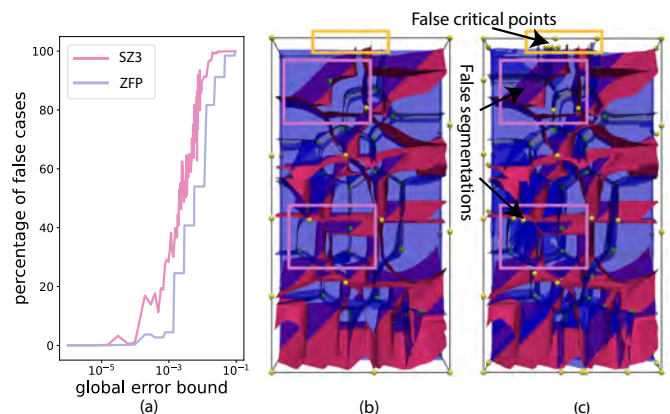 False critical points
100
SZ3
ZFP
80
60
40
20
0
percentage of false cases
10⁻⁵
10⁻³
10⁻¹
global error bound
False segmentations
(a)
(b)
(c)